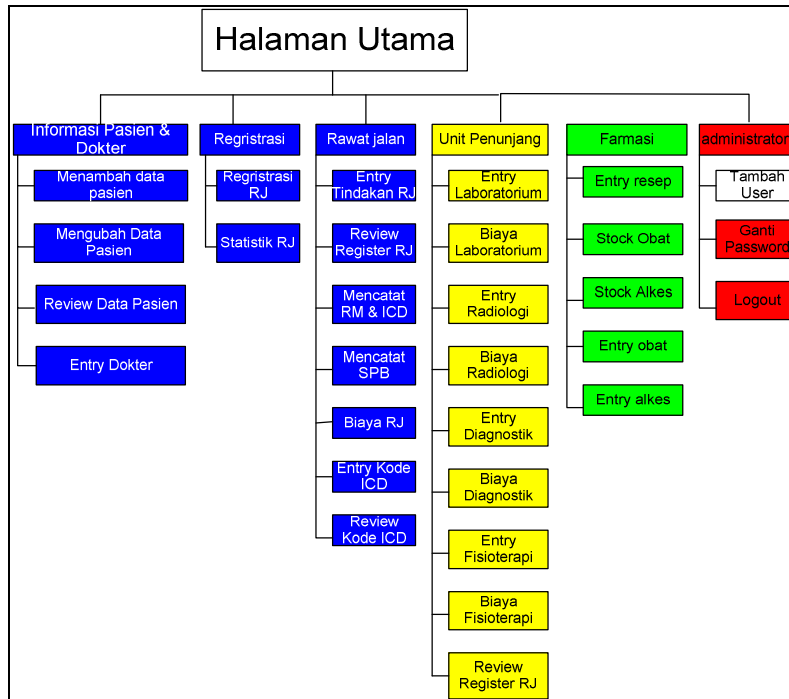 Halaman Utama
Informasi Pasien &
Dokter
Menambah data
pasien
Mengubah Data
Pasien
Review Data Pasien
Entry Dokter
Regristrasi
Regristrasi
RJ
Statistik RJ
Rawat jalan
Entry
Tindakan RJ
Review
Register RJ
Mencatat
RM & ICD
Mencatat
SPB
Biaya RJ
Entry Kode
ICD
Review
Kode ICD
Unit Penunjang
Entry
Laboratorium
Biaya
Laboratorium
Entry
Radiologi
Biaya
Radiologi
Entry
Diagnostik
Biaya
Diagnostik
Entry
Fisioterapi
Biaya
Fisioterapi
Review
Register RJ
Farmasi
Entry resep
Stock Obat
Stock Alkes
Entry obat
Entry alkes
administrator
Tambah
User
Ganti
Password
Logout